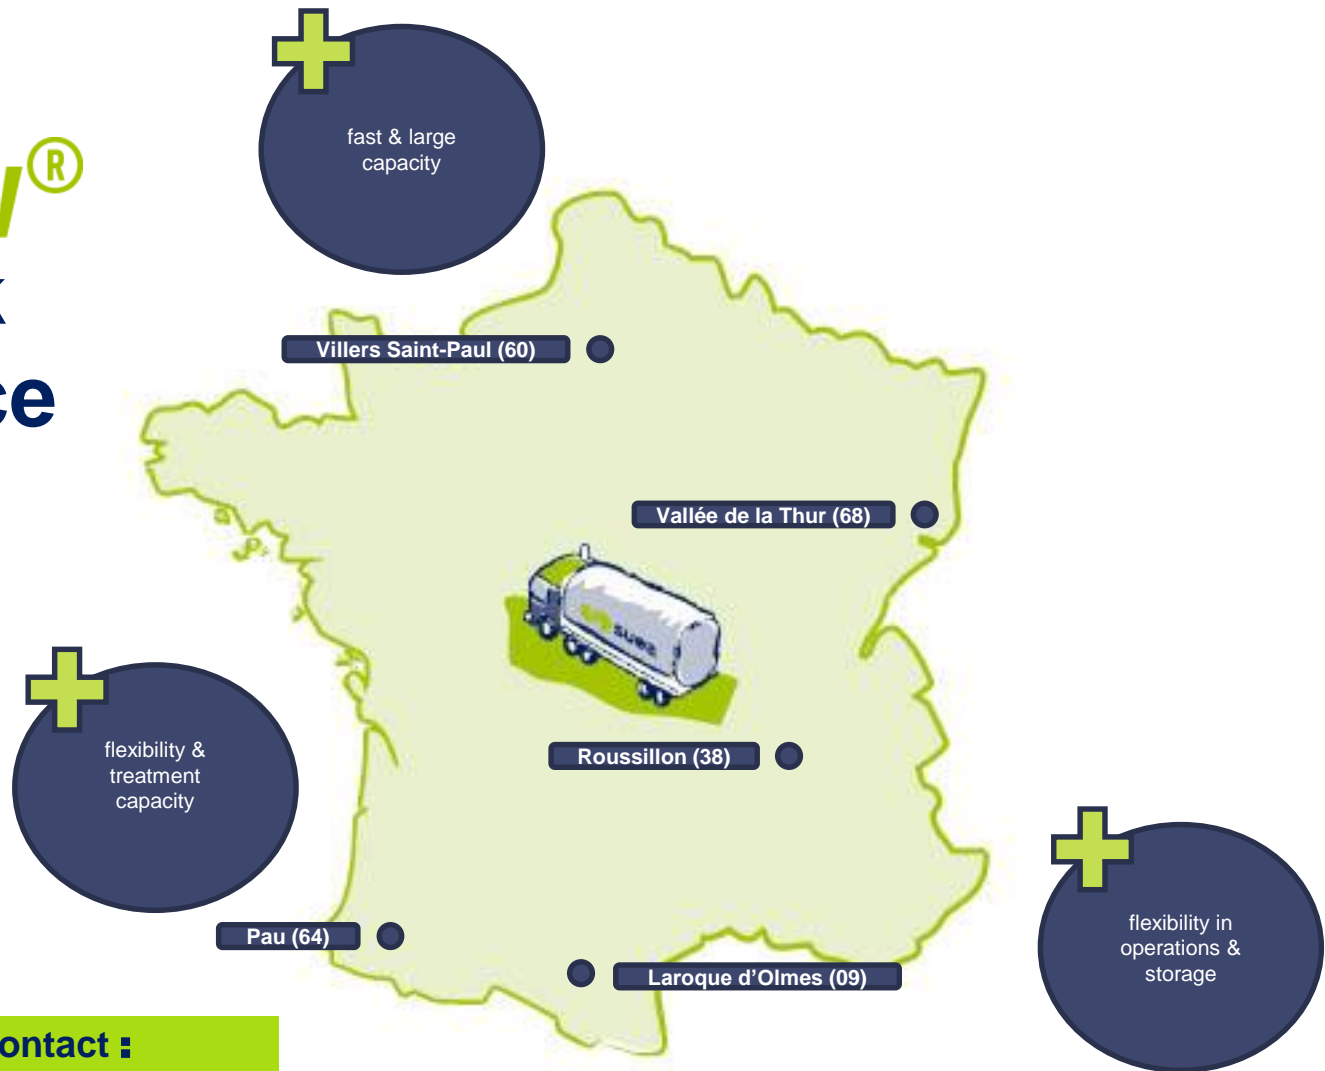 fast & large
capacity
®
Villers Saint-Paul (60)
Vallée de la Thur (68)
suez
flexibility &
treatment
capacity
Roussillon (38)
flexibility in
operations &
storage
Pau (64)
Laroque d’Olmes (09)
ontact :